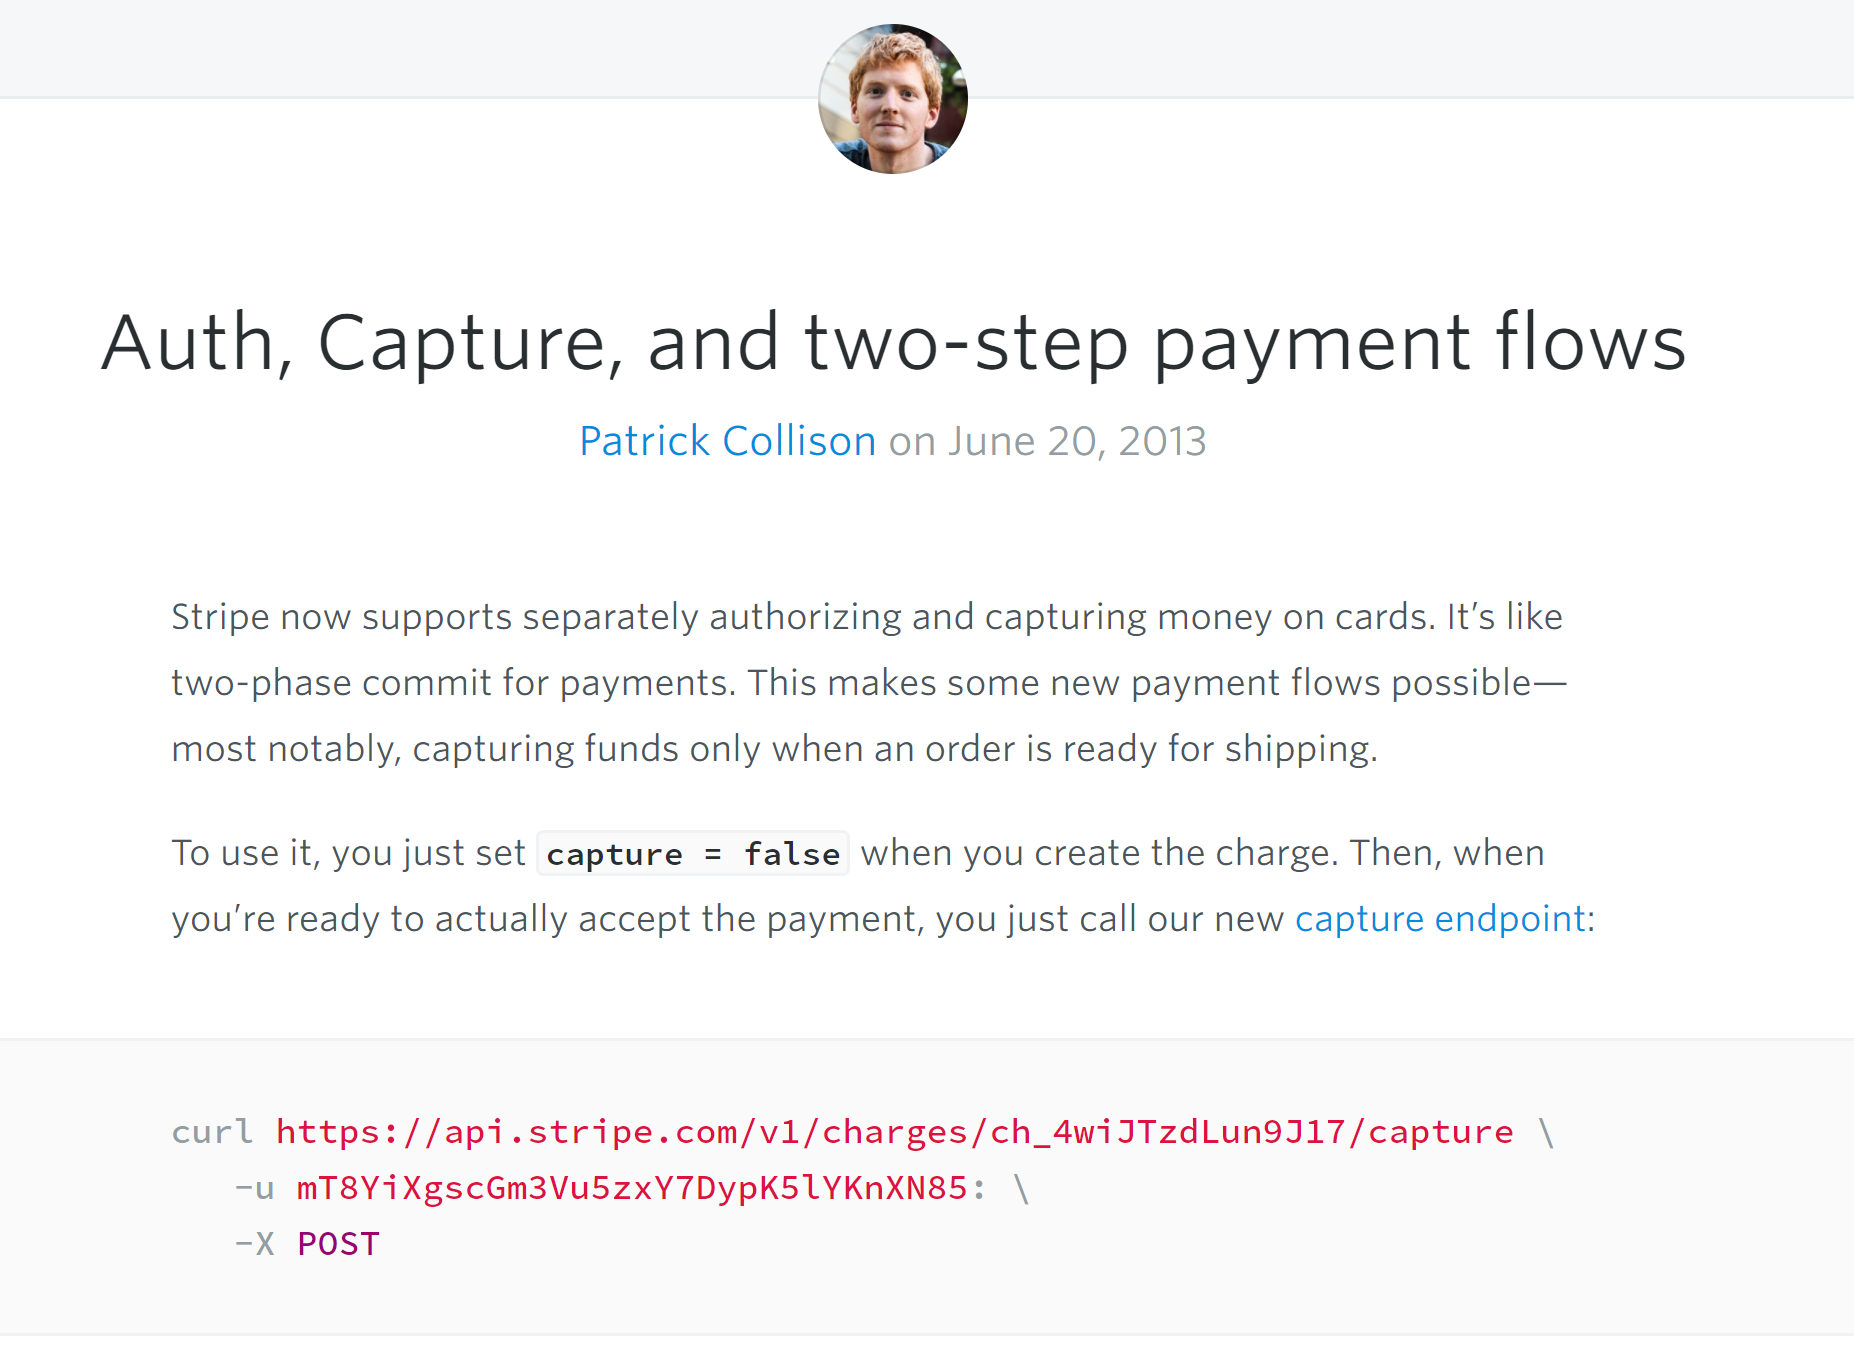 Auth, Capture, and two-step payment flows
Patrick Collison on June 20, 2013
Stripe now supports separately authorizing and capturing money on cards. It’s like
two-phase commit for payments. This makes some new payment flows possible—
most notably, capturing funds only when an order is ready for shipping.
To use it, you just set capture = false when you create the charge. Then, when
you’re ready to actually accept the payment, you just call our new capture endpoint:
curl https://api.stripe.com/v1/charges/ch_4wiJTzdLun9J17/capture \
-u mT8YiXgscGm3Vu5zxY7DypK5lYKnXN85: \
-X POST